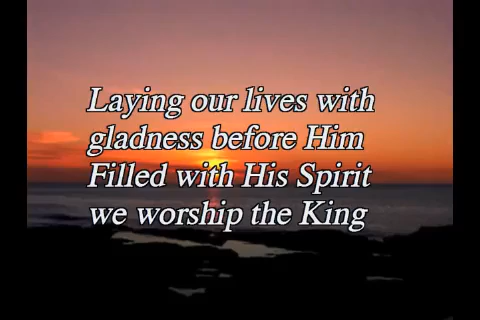 Laying our lives with
gladness before Him
Filled with His Spirit
we worship the King